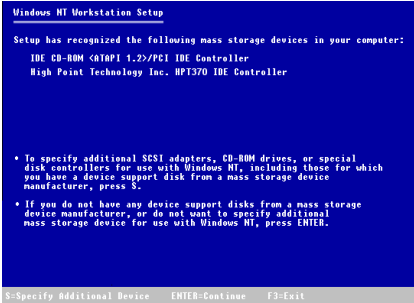 Windows NT Workstation Setup
Setup has recognized the following mass storage devices in your computer:
IDE CD-ROM (ATAPI 1.2)/PCI IDE Controller
High Point Technology Inc. HPT370 IDE Controller
• To specify additional SCSI adapters, CD-ROM drives, or special
disk controllers for use with Windows NT, including those for which
you have a device support disk from a mass storage device
manufacturer, press S.
• If you do not have any device support disks from a mass storage
device manufacturer, or do not want to specify additional
mass storage device for use with Windows NT, press ENTER.
S=Specify Additional Device ENTER=Continue F3=Exit